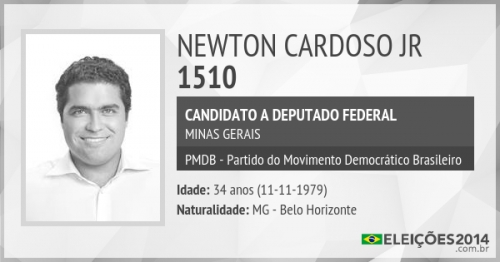 NEWTON CARDOSO JR
1510
CANDIDATO A DEPUTADO FEDERAL
MINAS GERAIS
PMDB - Partido do Movimento Democrático Brasileiro
Idade: 34 anos (11-11-1979)
Naturalidade: MG - Belo Horizonte
ELEIÇÕES2014
.com.br